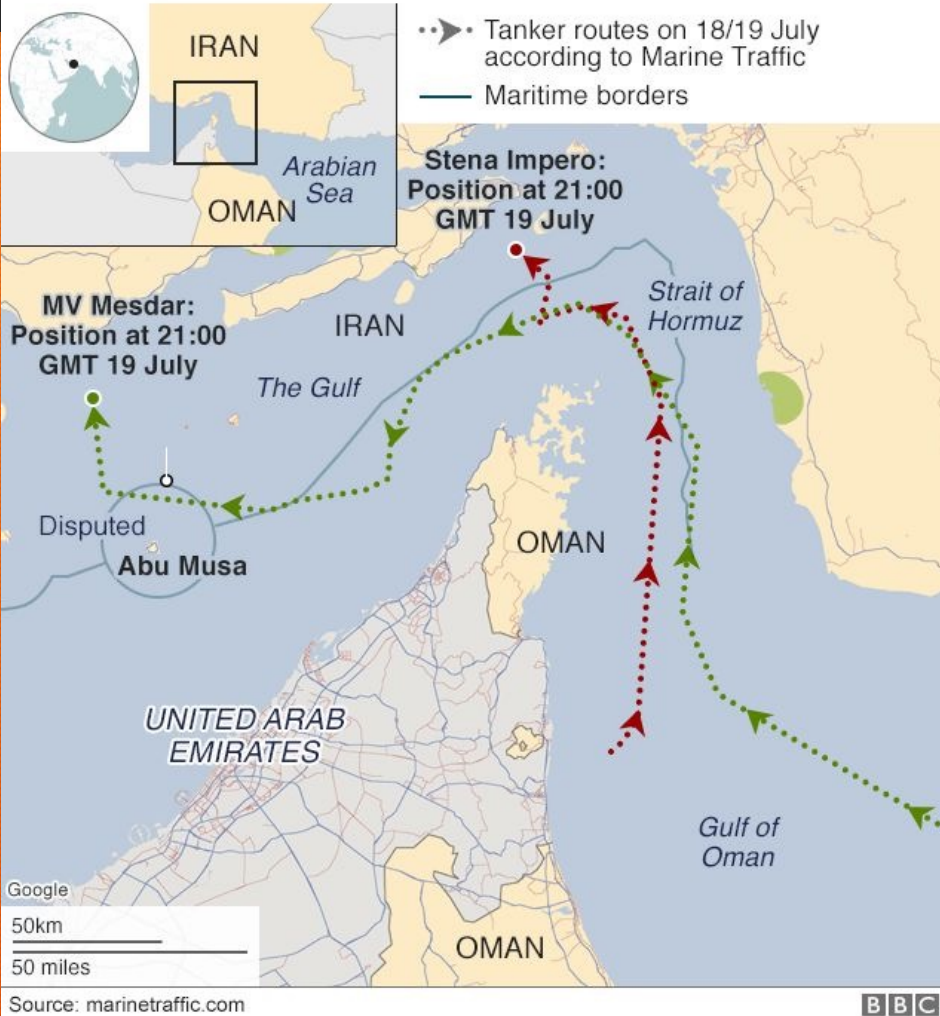 IRAN
Arabian
Sea
OMAN
Tanker routes on 18/19 July
according to Marine Traffic
Maritime borders
Stena Impero:
Position at 21:00
GMT 19 July
MV Mesdar:
Position at 21:00
GMT 19 July
IRAN
Strait of
Hormuz
The Gulf
Disputed
Abu Musa
OMAN
UNITED ARAB
EMIRATES
Gulf of
Oman
OMAN
Google
50km
50 miles
Source: marinetraffic.com
BBC